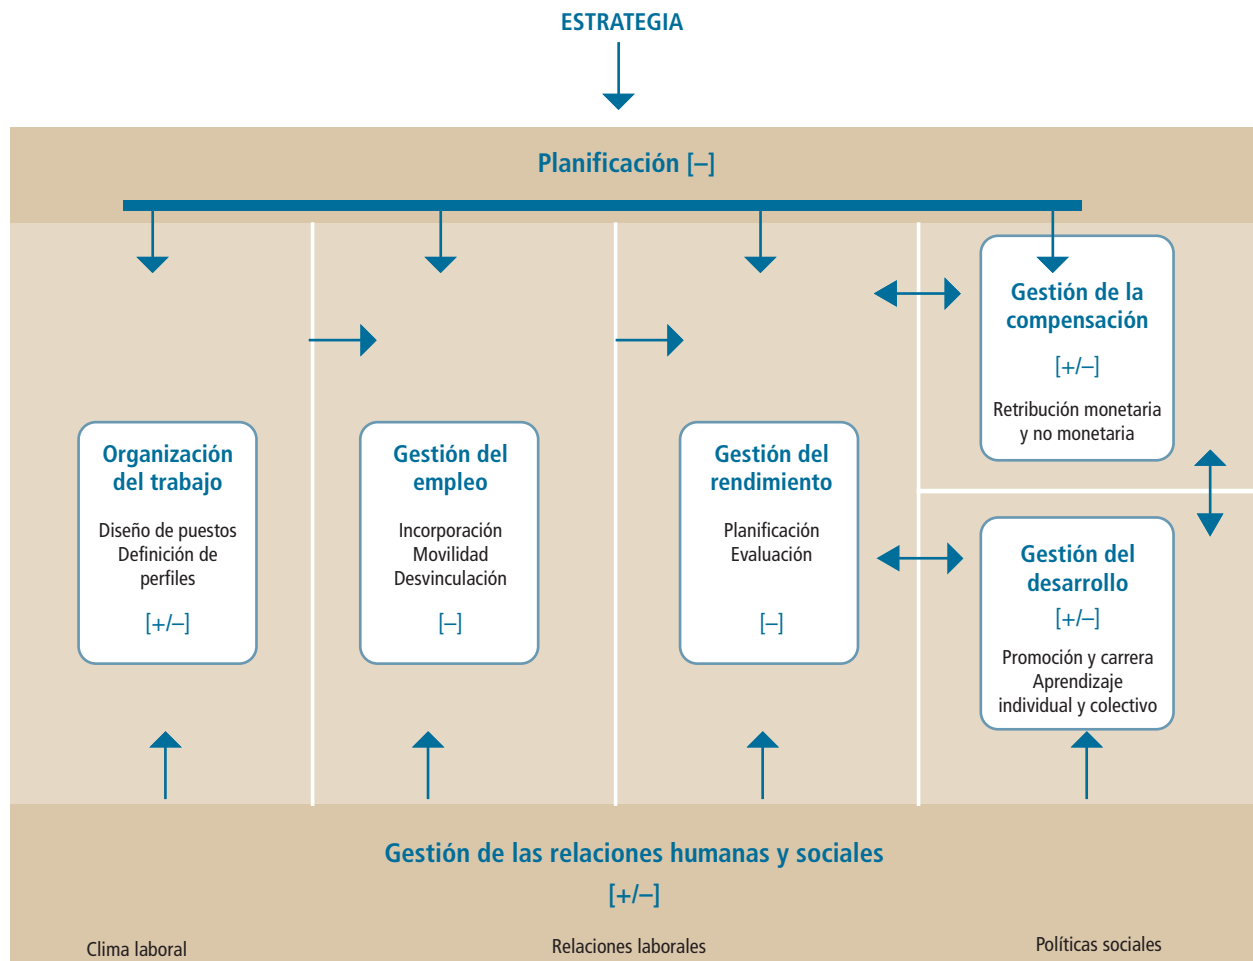 ESTRATEGIA
Planificación [–]
Organización
del trabajo
Diseño de puestos
Definición de
perfiles
[+/–]
Gestión del
empleo
Incorporación
Movilidad
Desvinculación
[–]
Gestión del
rendimiento
Planificación
Evaluación
[–]
Gestión de la
compensación
[+/–]
Retribución monetaria
y no monetaria
Gestión del
desarrollo
[+/–]
Promoción y carrera
Aprendizaje
individual y colectivo
Gestión de las relaciones humanas y sociales
[+/–]
Clima laboral
Relaciones laborales
Políticas sociales